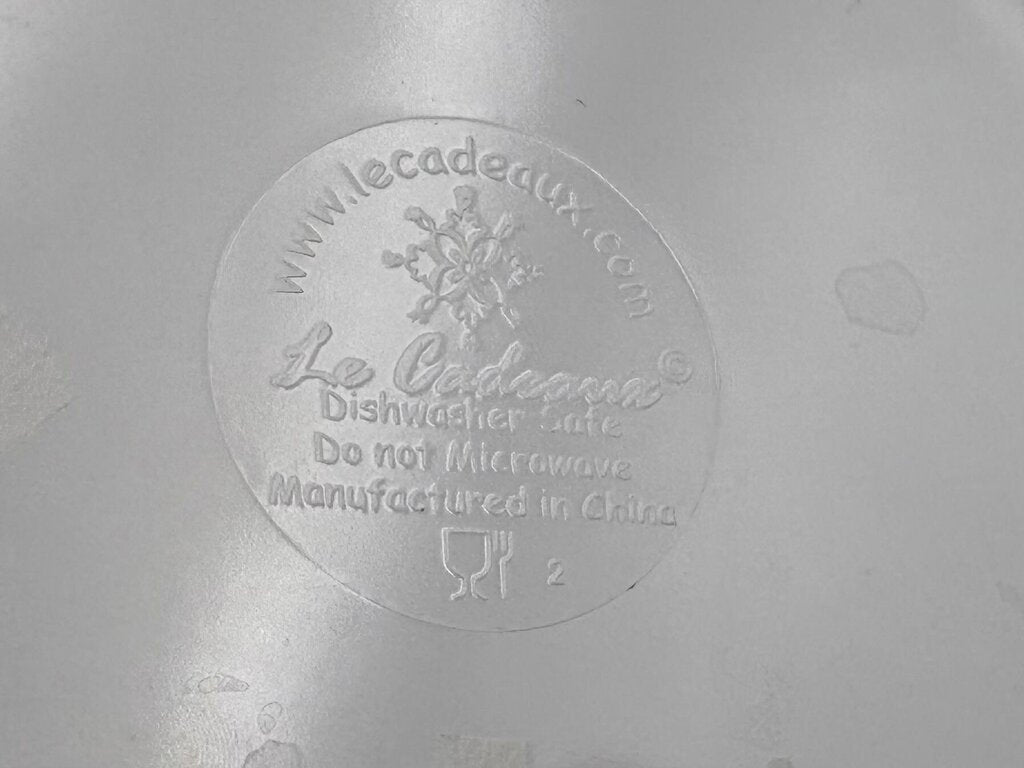 www.lecadeaux.com
Le Cadeaux©
Dishwasher Safe
Do not Microwave
Manufactured in China
2